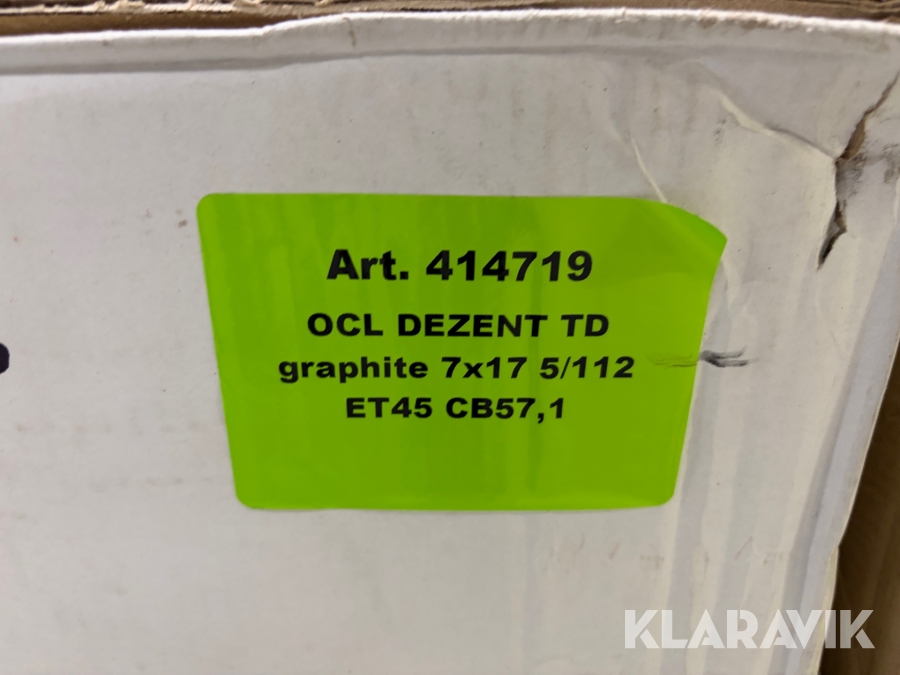 Art. 414719
OCL DEZENT TD
graphite 7x17 5/112
ET45 CB57,1
KLARAVIK